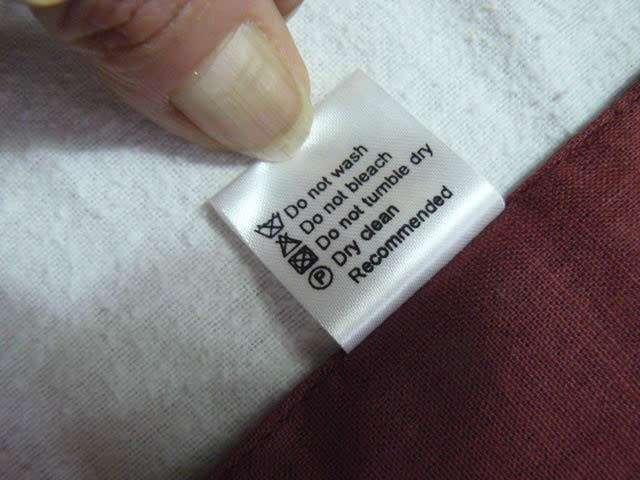 Do not wash
Do not bleach
Do not tumble dry
P Dry clean
Recommended